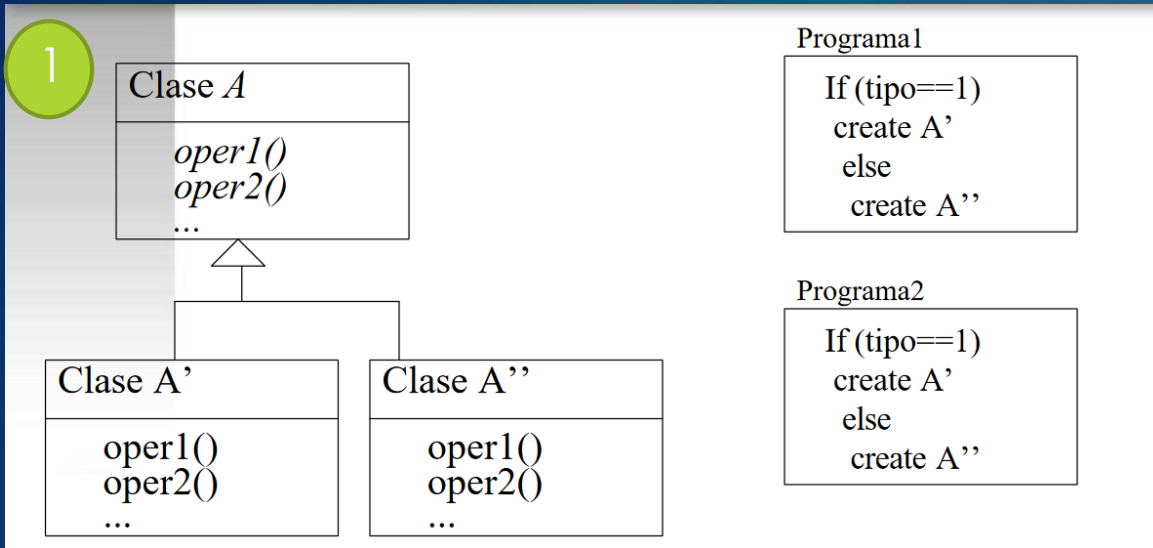 1
Clase A
oper1()
oper2()
...
Clase A’
oper1()
oper2()
...
Clase A’’
oper1()
oper2()
...
Programa1
If (tipo==1)
create A’
else
create A’’
Programa2
If (tipo==1)
create A’
else
create A’’